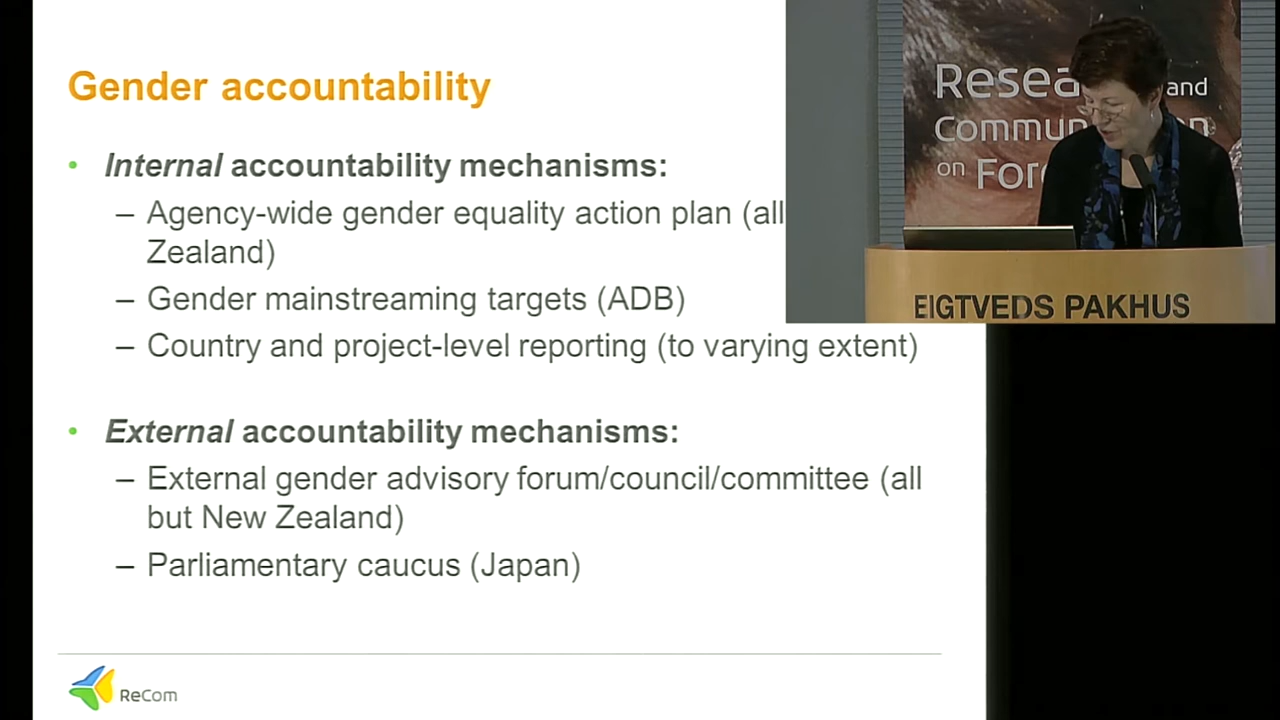 Gender accountability
• Internal accountability mechanisms:
– Agency-wide gender equality action plan (all
Zealand)
– Gender mainstreaming targets (ADB)
– Country and project-level reporting (to varying extent)
• External accountability mechanisms:
– External gender advisory forum/council/committee (all
but New Zealand)
– Parliamentary caucus (Japan)
ReCom
Resea and
Commun on
on For
EIGTVEDS PAKHUS